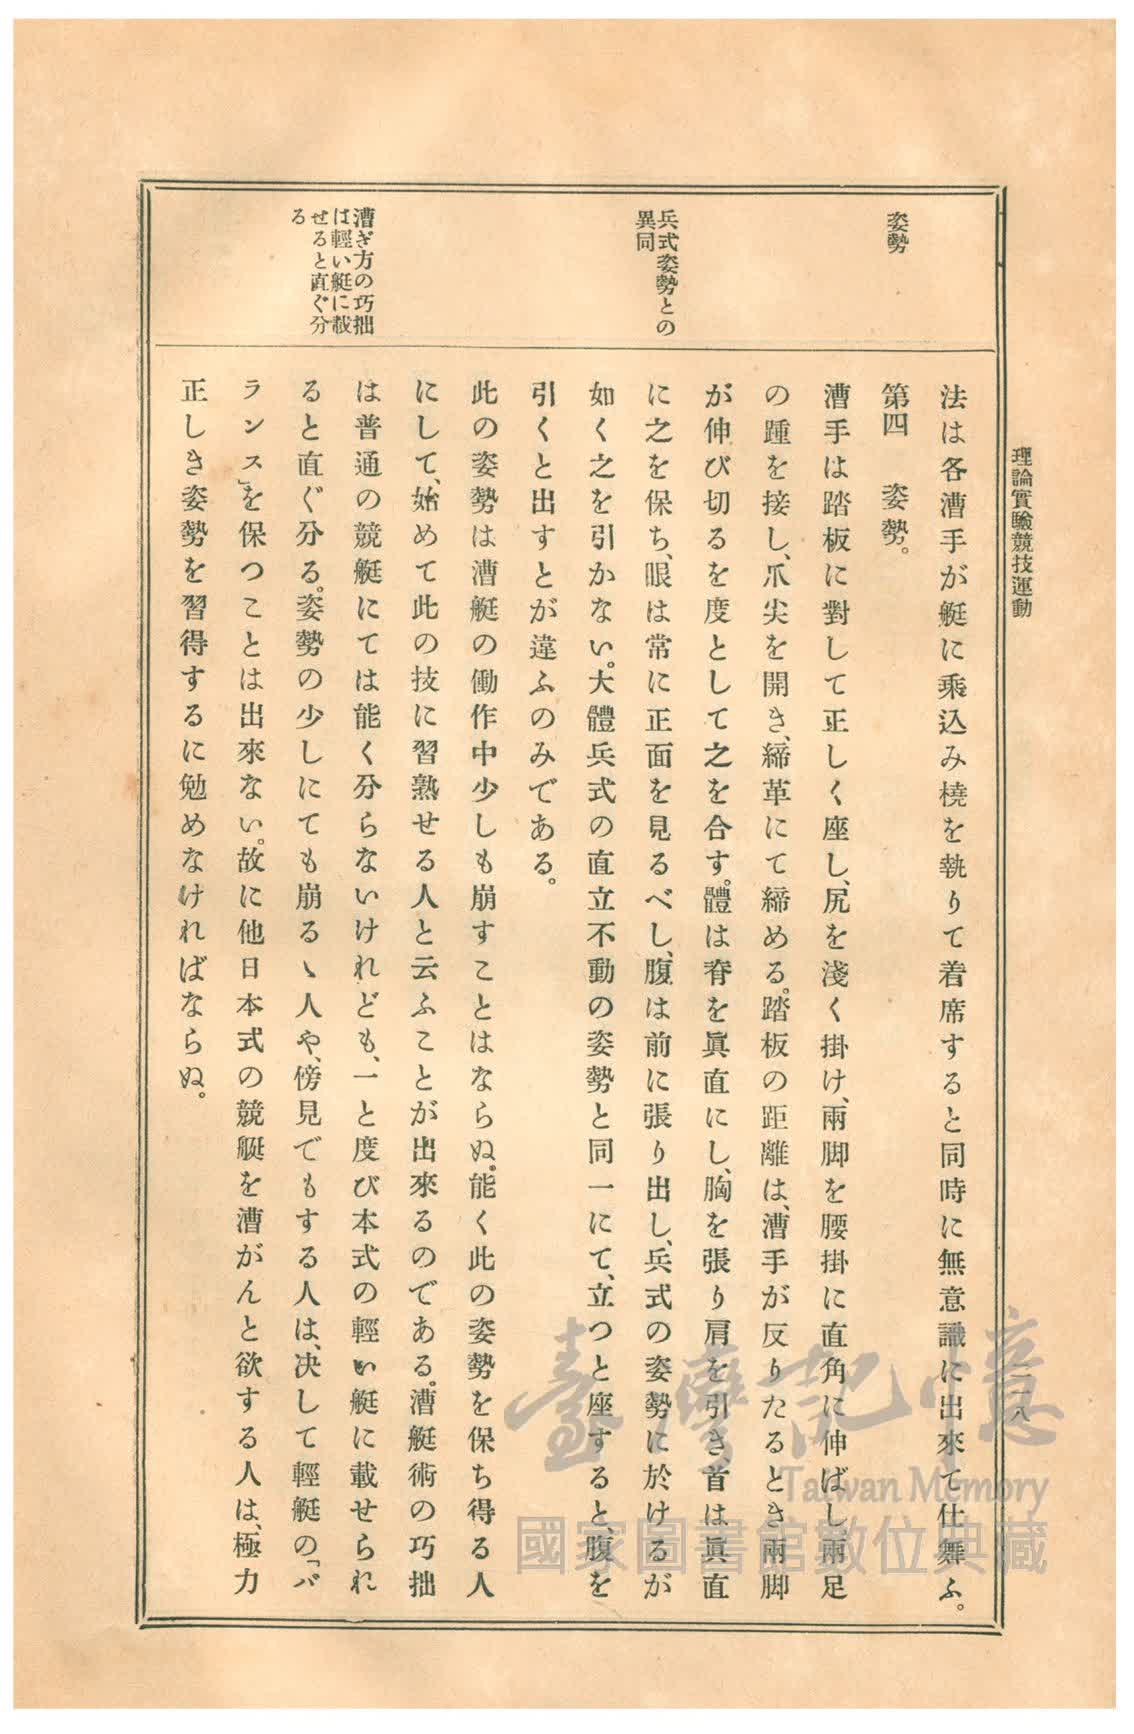 理論實驗競技運動
二一八
姿勢
兵式姿勢との
異同
漕ぎ方の巧拙
は輕い艇に載
せると直ぐ分
る
法は各漕手が艇に乘込み橈を執りて着席すると同時に無意識に出來て仕舞ふ。
第四　姿勢。
漕手は踏板に對して正しく座し、尻を淺く掛け、兩脚を腰掛に直角に伸ばし、兩足
の踵を接し、爪尖を開き、締革にて締める。踏板の距離は、漕手が反りたるとき兩脚
が伸び切るを度として之を合す。體は脊を眞直にし、胸を張り肩を引き首は眞直
に之を保ち、眼は常に正面を見るべし、腹は前に張り出し、兵式の姿勢に於けるが
如く之を引かない。大體兵式の直立不動の姿勢と同一にて、立つと座すると、腹を
引くと出すとが違ふのみである。
此の姿勢は漕艇の働作中少しも崩すことはならぬ。能く此の姿勢を保ち得る人
にして、始めて此の技に習熟せる人と云ふことが出來るのである。漕艇術の巧拙
は普通の競艇にては能く分らないけれども、一と度び本式の輕い艇に載せられ
ると直ぐ分る。姿勢の少しにても崩るゝ人や、傍見でもする人は、決して輕艇の「バ
ランス」を保つことは出來ない。故に他日本式の競艇を漕がんと欲する人は、極力
正しき姿勢を習得するに勉めなければならぬ。
臺灣記憶
Taiwan Memory
國家圖書館數位典藏